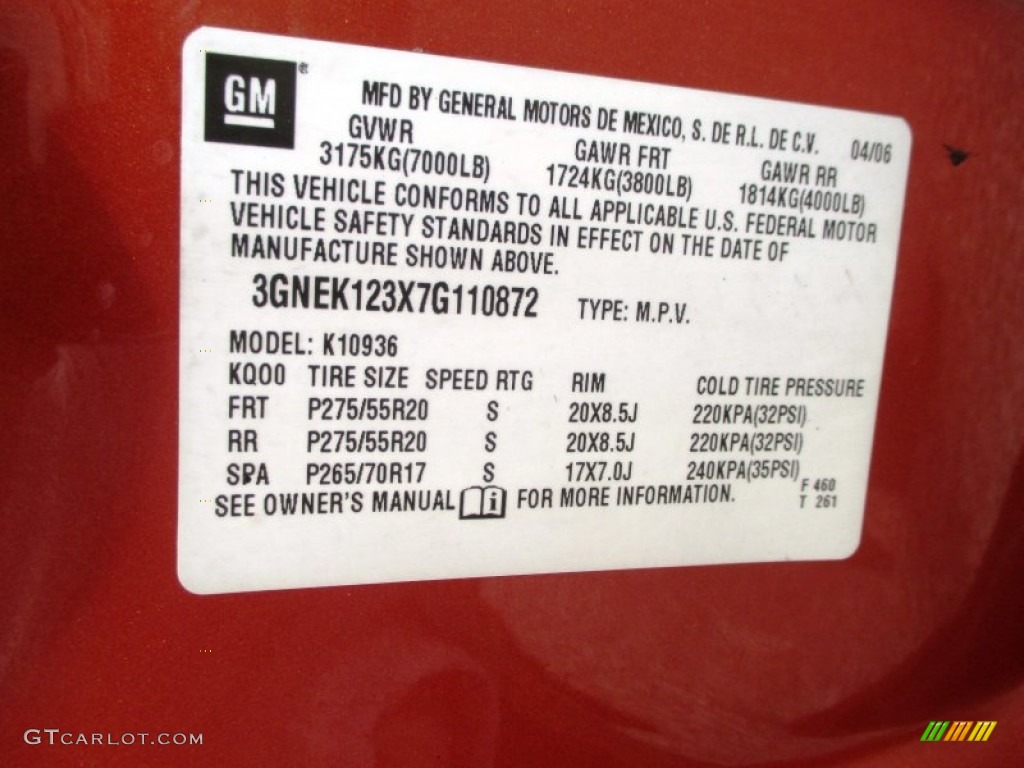 GM®
MFD BY GENERAL MOTORS DE MEXICO, S. DE R.L. DE C.V. 04/06
GVWR GAWR FRT GAWR RR
3175KG(7000LB) 1724KG(3800LB) 1814KG(4000LB)
THIS VEHICLE CONFORMS TO ALL APPLICABLE U.S. FEDERAL MOTOR
VEHICLE SAFETY STANDARDS IN EFFECT ON THE DATE OF
MANUFACTURE SHOWN ABOVE.
3GNEK123X7G110872 TYPE: M.P.V.
MODEL: K10936
KQ00 TIRE SIZE SPEED RTG RIM COLD TIRE PRESSURE
FRT P275/55R20 S 20X8.5J 220KPA(32PSI)
RR P275/55R20 S 20X8.5J 220KPA(32PSI)
SPA P265/70R17 S 17X7.0J 240KPA(35PSI)
F 460
T 261
SEE OWNER'S MANUAL i FOR MORE INFORMATION.
GTCARLOT.COM